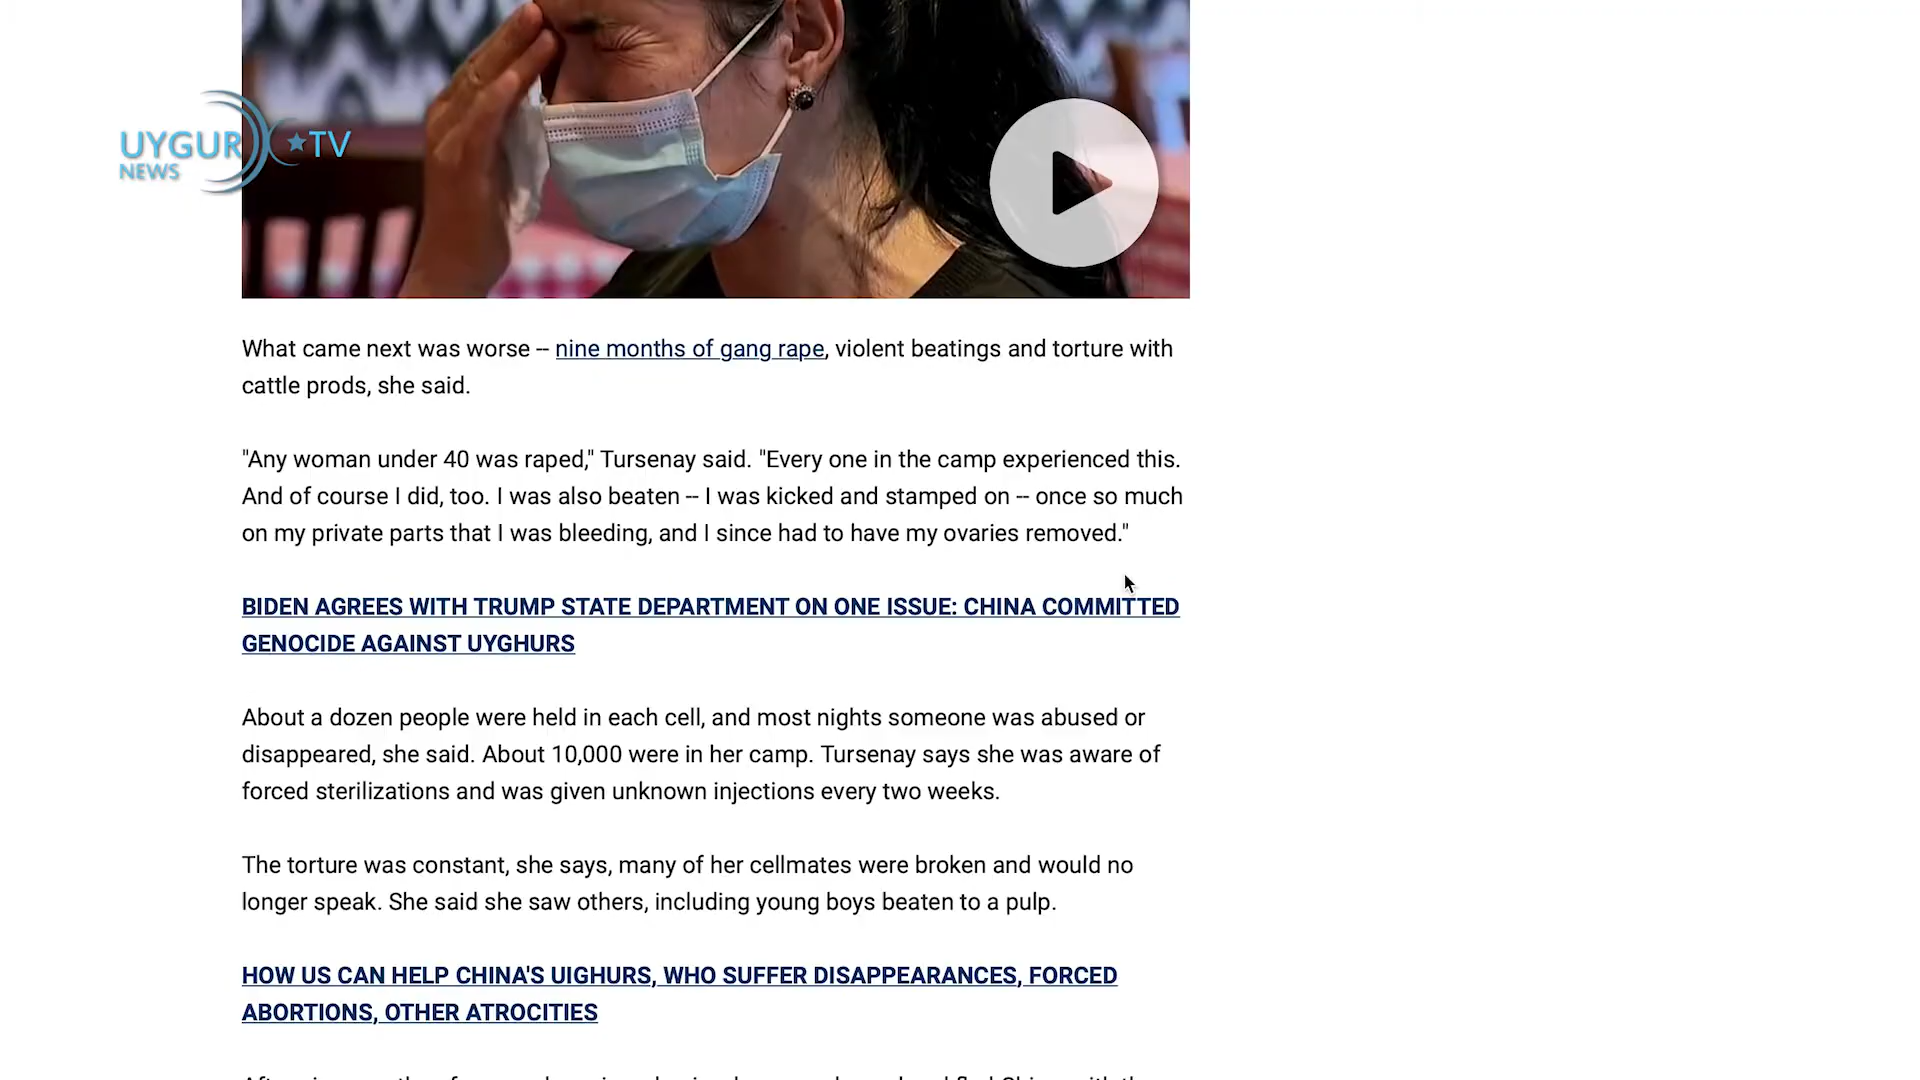 UYGUR TV
NEWS
What came next was worse -- nine months of gang rape, violent beatings and torture with
cattle prods, she said.
"Any woman under 40 was raped," Tursenay said. "Every one in the camp experienced this.
And of course I did, too. I was also beaten -- I was kicked and stamped on -- once so much
on my private parts that I was bleeding, and I since had to have my ovaries removed."
BIDEN AGREES WITH TRUMP STATE DEPARTMENT ON ONE ISSUE: CHINA COMMITTED
GENOCIDE AGAINST UYGHURS
About a dozen people were held in each cell, and most nights someone was abused or
disappeared, she said. About 10,000 were in her camp. Tursenay says she was aware of
forced sterilizations and was given unknown injections every two weeks.
The torture was constant, she says, many of her cellmates were broken and would no
longer speak. She said she saw others, including young boys beaten to a pulp.
HOW US CAN HELP CHINA'S UIGHURS, WHO SUFFER DISAPPEARANCES, FORCED
ABORTIONS, OTHER ATROCITIES